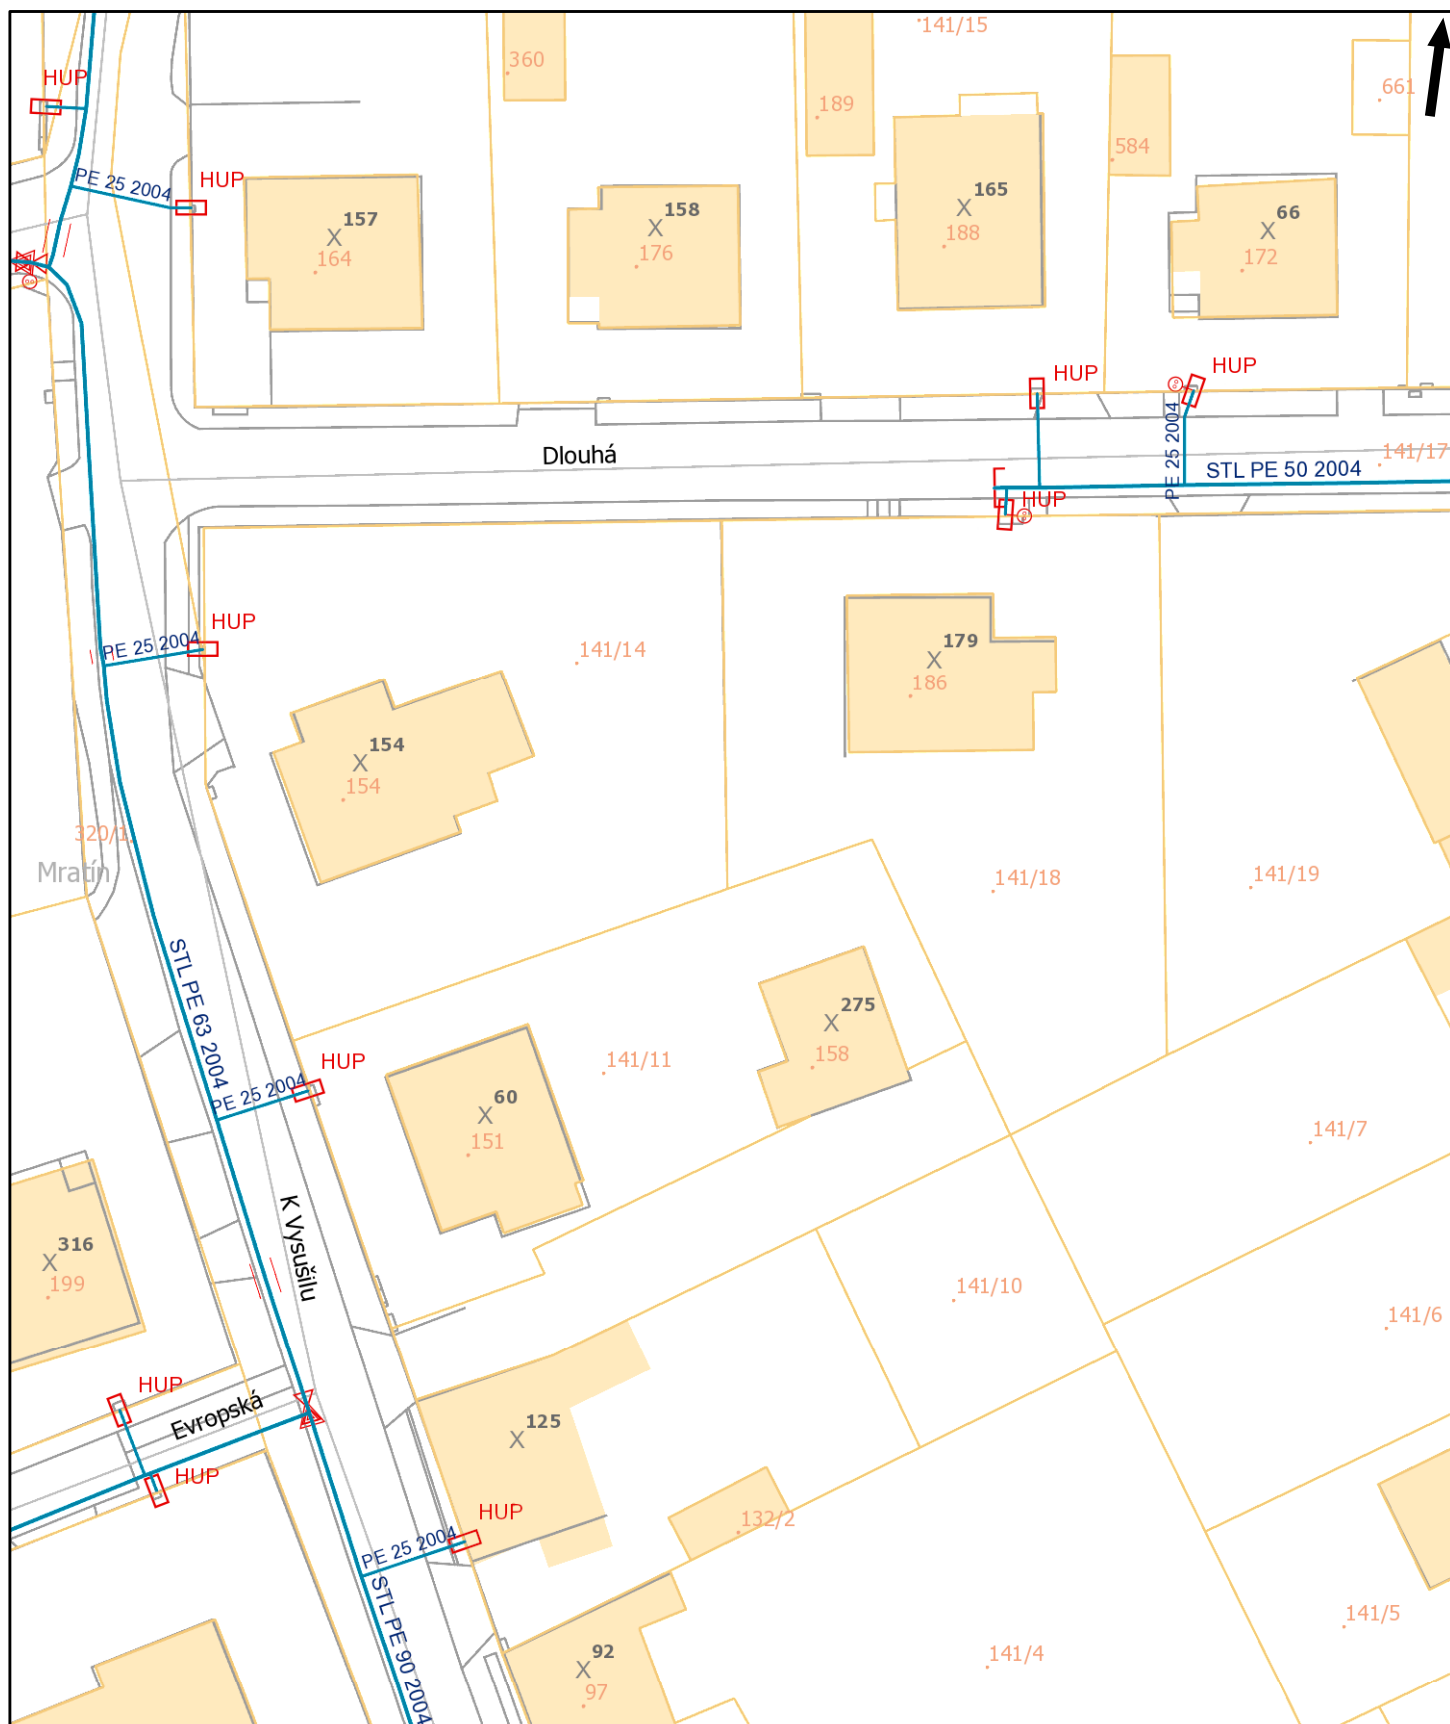 141/15
360
HUP
661
189
584
PE 25 2004
HUP
165
157
158
66
188
164
176
172
HUP
HUP
PE 25 2004
Dlouhá
141/17
STL PE 50 2004
HUP
HUP
PE 25 2004
141/14
179
186
154
154
320/1
Mratín
141/18
141/19
STL PE 63 2004
275
158
HUP
141/11
PE 25 2004
60
151
141/7
K Vysušilu
316
199
141/10
141/6
HUP
Evropská
125
HUP
HUP
132/2
PE 25 2004
STL PE 90 2004
141/5
92
141/4
97